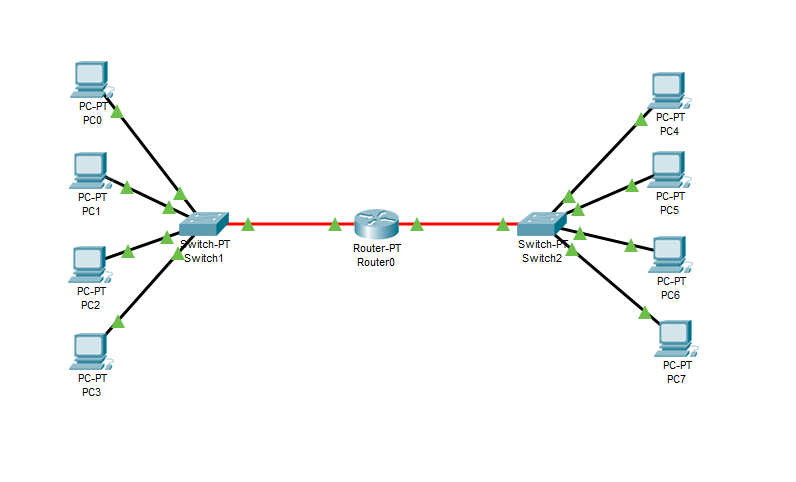 PC-PT
PC0
PC-PT
PC1
PC-PT
PC2
PC-PT
PC3
Switch-PT
Switch1
Router-PT
Router0
Switch-PT
Switch2
PC-PT
PC4
PC-PT
PC5
PC-PT
PC6
PC-PT
PC7